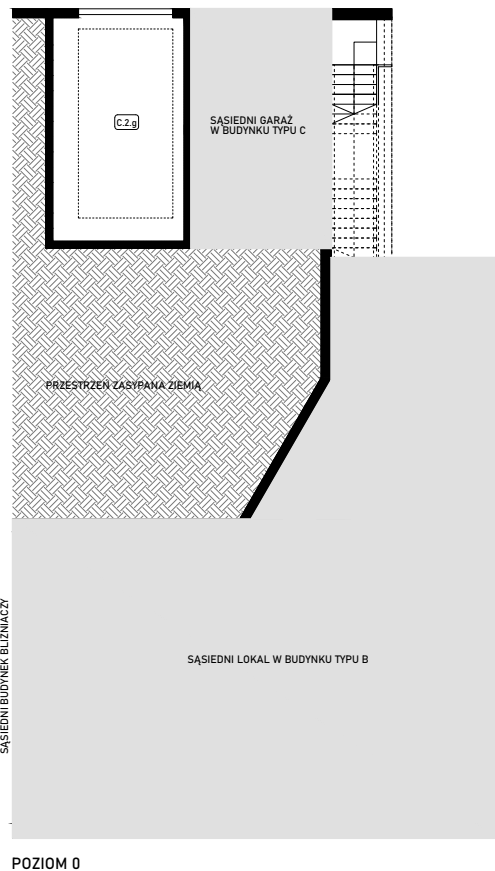 C.2.g
SĄSIEDNI GARAŻ
W BUDYNKU TYPU C
PRZESTRZEŃ ZASYPANA ZIEMIĄ
SĄSIEDNI BUDYNEK BLIŹNIACZY
SĄSIEDNI LOKAL W BUDYNKU TYPU B
POZIOM 0